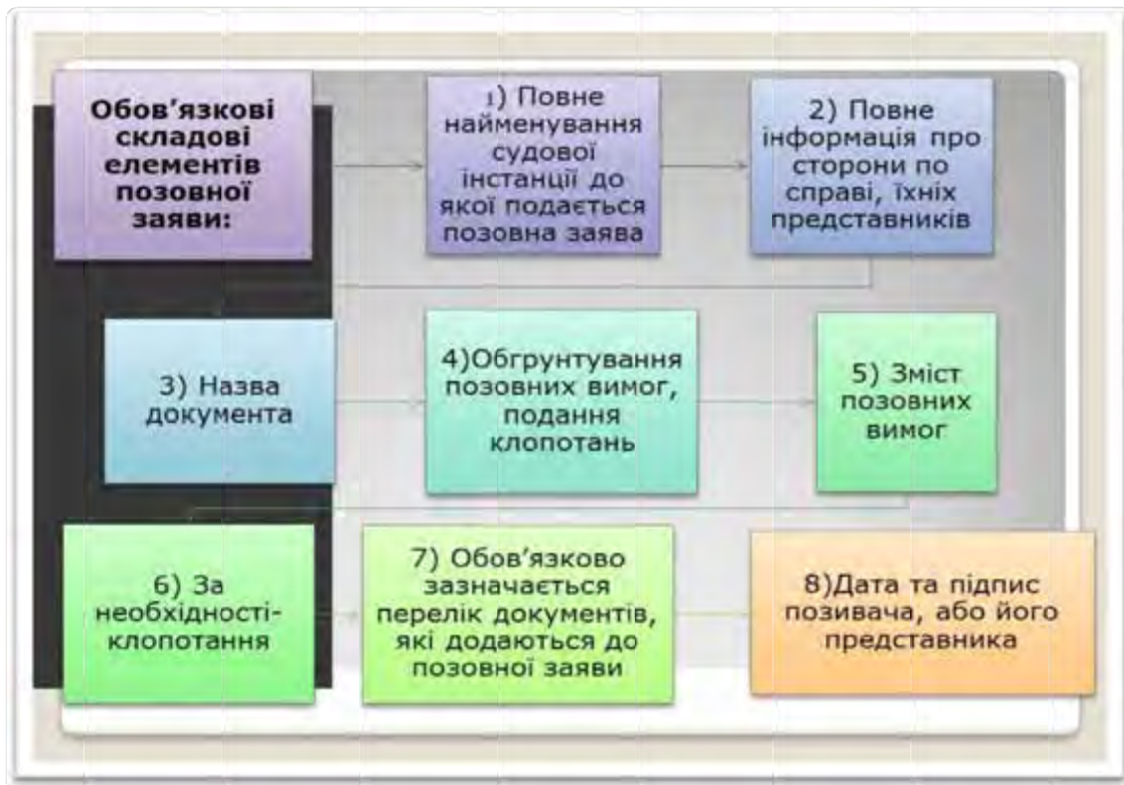 Обов’язкові
складові
елементів
позовної
заяви:
1) Повне
найменування
судової
інстанції до
якої подається
позовна заява
2) Повне
інформація про
сторони по
справі, їхніх
представників
3) Назва
документа
4)Обгрунтування
позовних вимог,
подання
клопотань
5) Зміст
позовних
вимог
6) За
необхідності-
клопотання
7) Обов’язково
зазначається
перелік документів,
які додаються до
позовної заяви
8)Дата та підпис
позивача, або його
представника